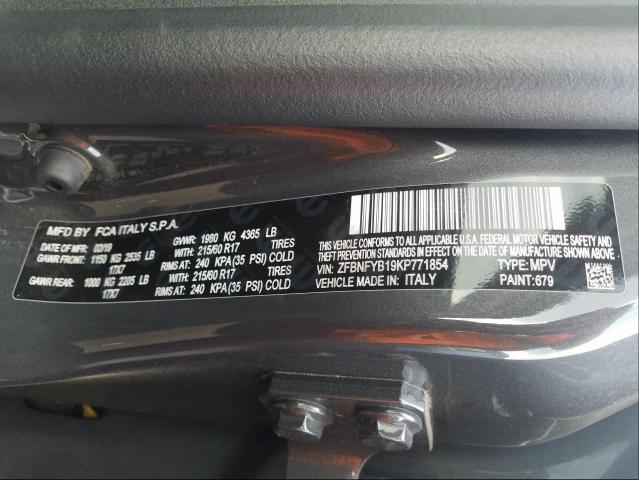 MFD BY FCA ITALY S.P.A.
DATE OF MFR: 02/19 GVWR: 1980 KG 4365 LB
GAWR FRONT: 1150 KG 2535 LB WITH 215/60 R17 TIRES
17X7 RIMS AT: 240 KPA(35 PSI) COLD
GAWR REAR: 1000 KG 2205 LB WITH: 215/60 R17 TIRES
17X7 RIMS AT: 240 KPA(35 PSI) COLD
THIS VEHICLE CONFORMS TO ALL APPLICABLE U.S.A. FEDERAL MOTOR
VEHICLE SAFETY, BUMPER, AND THEFT
PREVENTION STANDARDS IN EFFECT ON
THE DATE OF MANUFACTURE SHOWN ABOVE
VIN: ZFBNFYB19KP771854 TYPE: MPV
VEHICLE MADE IN: ITALY PAINT: 679